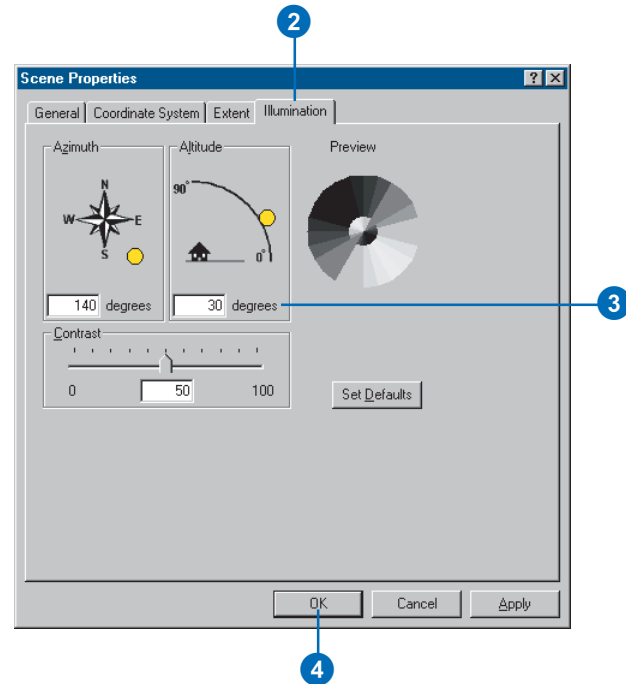 2
Scene Properties
General Coordinate System Extent Illumination
Azimuth Altitude Preview
N
W E
S
90°
0°
140 degrees 30 degrees
3
Contrast
0 50 100
Set Defaults
OK Cancel Apply
4